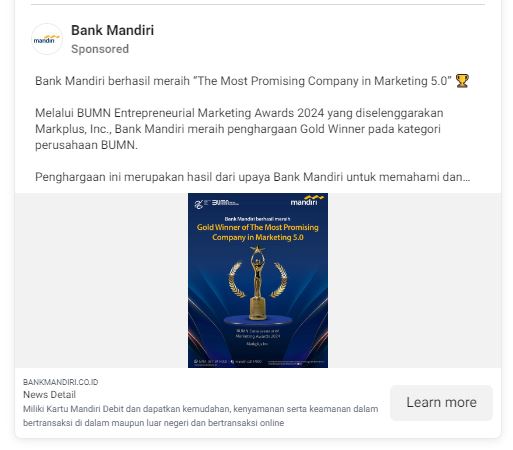 mandiri
Bank Mandiri
Sponsored
Bank Mandiri berhasil meraih “The Most Promising Company in Marketing 5.0” 🏆
Melalui BUMN Entrepreneurial Marketing Awards 2024 yang diselenggarakan
Markplus, Inc., Bank Mandiri meraih penghargaan Gold Winner pada kategori
perusahaan BUMN.
Penghargaan ini merupakan hasil dari upaya Bank Mandiri untuk memahami dan...
BUMN
mandiri
Bank Mandiri berhasil meraih
Gold Winner of The Most Promising
Company in Marketing 5.0
BUMN Entrepreneurial
Marketing Awards 2024
Markplus Inc
BANKMANDIRI.CO.ID
News Detail
Miliki Kartu Mandiri Debit dan dapatkan kemudahan, kenyamanan serta keamanan dalam
bertransaksi di dalam maupun luar negeri dan bertransaksi online
Learn more